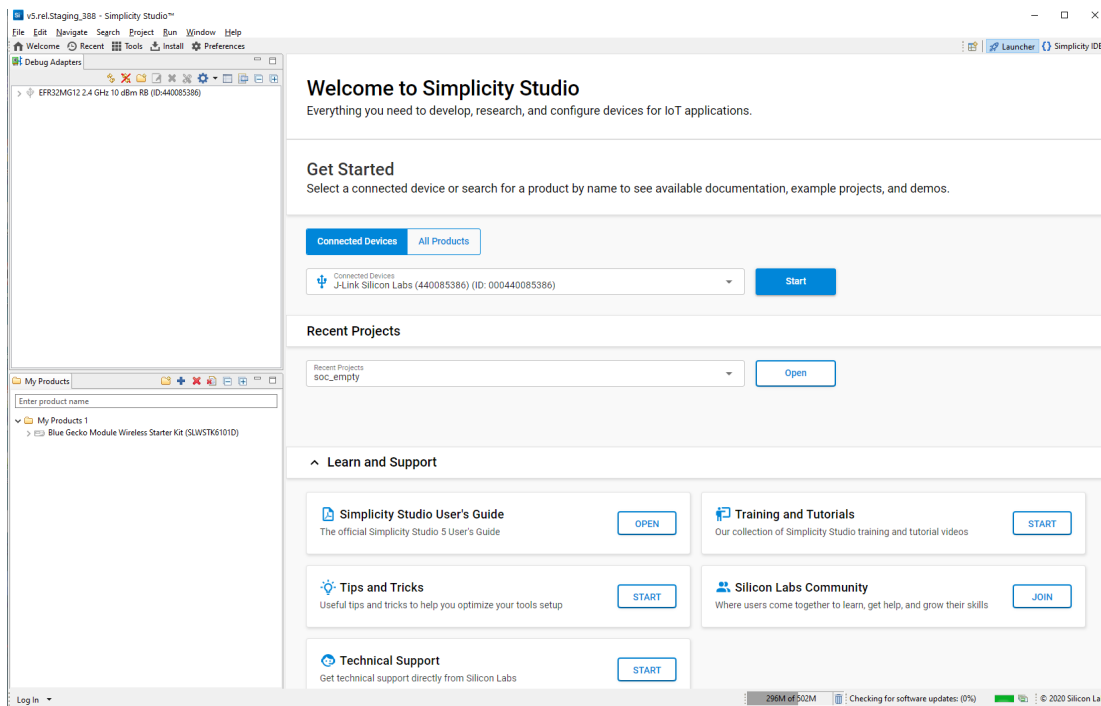 v5.rel.Staging_388 - Simplicity Studio™
File Edit Navigate Search Project Run Window Help
Welcome Recent Tools Install Preferences
Launcher Simplicity IDE
Debug Adapters
EFR32MG12 2.4 GHz 10 dBm RB (ID:440085386)
My Products
Enter product name
My Products 1
Blue Gecko Module Wireless Starter Kit (SLWSTK6101D)
Welcome to Simplicity Studio
Everything you need to develop, research, and configure devices for IoT applications.
Get Started
Select a connected device or search for a product by name to see available documentation, example projects, and demos.
Connected Devices All Products
Connected Devices
J-Link Silicon Labs (440085386) (ID: 000440085386)
Start
Recent Projects
Recent Projects
soc_empty
Open
Learn and Support
Simplicity Studio User's Guide
The official Simplicity Studio 5 User's Guide
OPEN
Training and Tutorials
Our collection of Simplicity Studio training and tutorial videos
START
Tips and Tricks
Useful tips and tricks to help you optimize your tools setup
START
Silicon Labs Community
Where users come together to learn, get help, and grow their skills
JOIN
Technical Support
Get technical support directly from Silicon Labs
START
Log In
296M of 502M
Checking for software updates: (0%)
© 2020 Silicon La